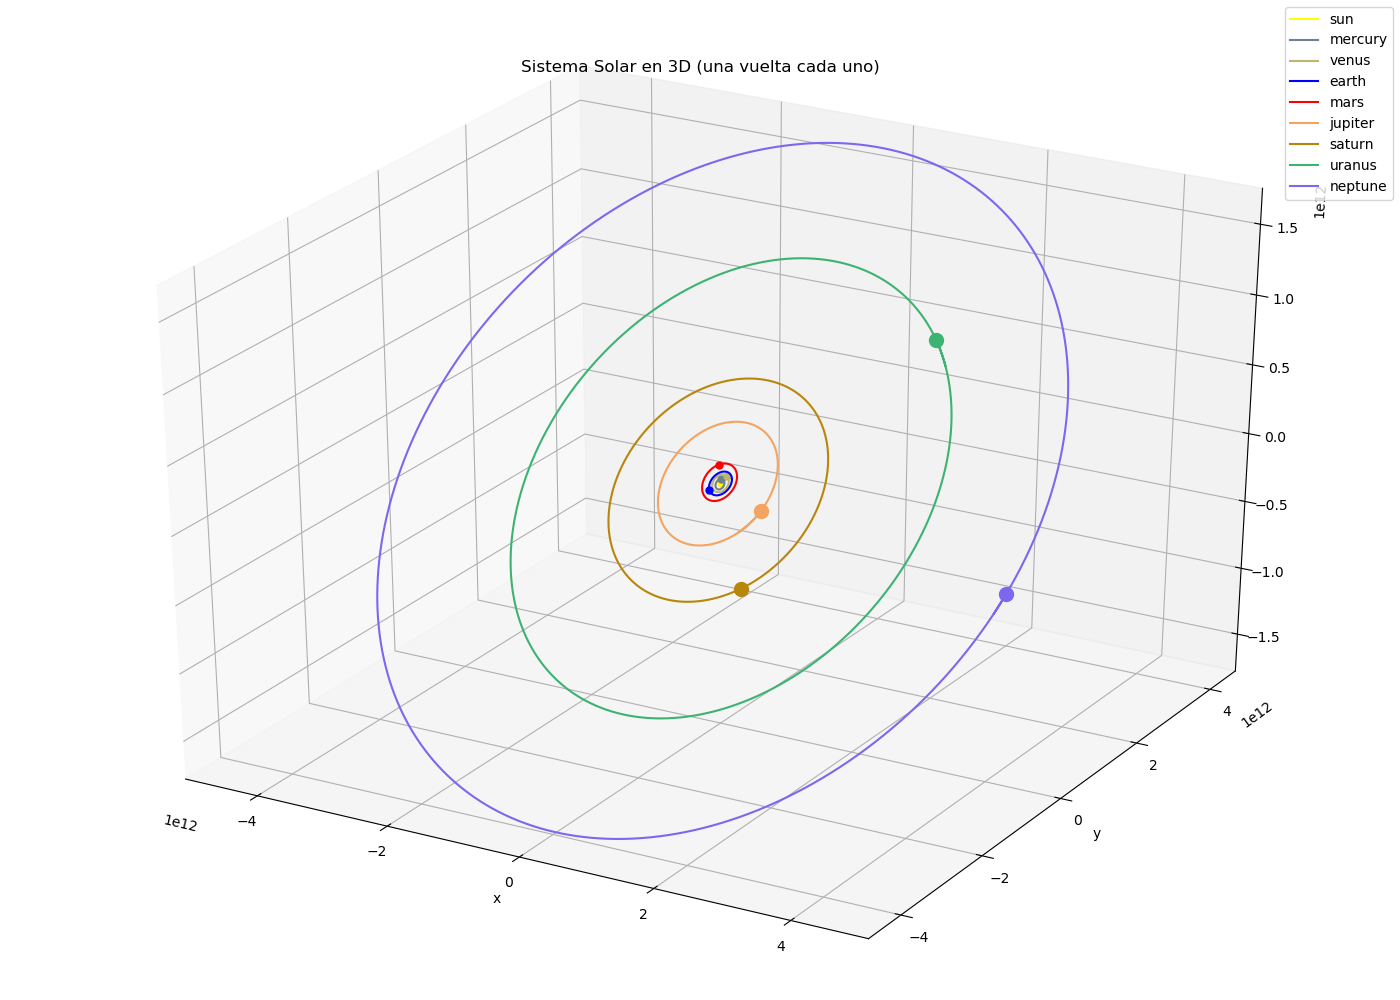 Sistema Solar en 3D (una vuelta cada uno)
sun
mercury
venus
earth
mars
jupiter
saturn
uranus
neptune
1e12
1.5
1.0
0.5
0.0
−0.5
−1.0
−1.5
1e12
4
2
0
−2
−4
y
1e12
−4
−2
0
2
4
x